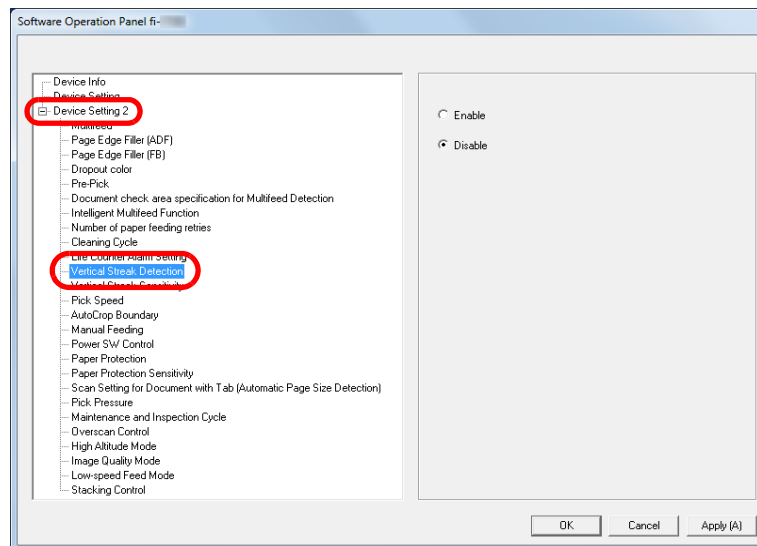 Software Operation Panel fi-
Device Info
Device Setting
Device Setting 2
Multifeed
Page Edge Filler (ADF)
Page Edge Filler (FB)
Dropout color
Pre-Pick
Document check area specification for Multifeed Detection
Intelligent Multifeed Function
Number of paper feeding retries
Cleaning Cycle
Life Counter Alarm Setting
Vertical Streak Detection
Vertical Streak Sensitivity
Pick Speed
AutoCrop Boundary
Manual Feeding
Power SW Control
Paper Protection
Paper Protection Sensitivity
Scan Setting for Document with Tab (Automatic Page Size Detection)
Pick Pressure
Maintenance and Inspection Cycle
Overscan Control
High Altitude Mode
Image Quality Mode
Low-speed Feed Mode
Stacking Control
Enable
Disable
OK
Cancel
Apply (A)